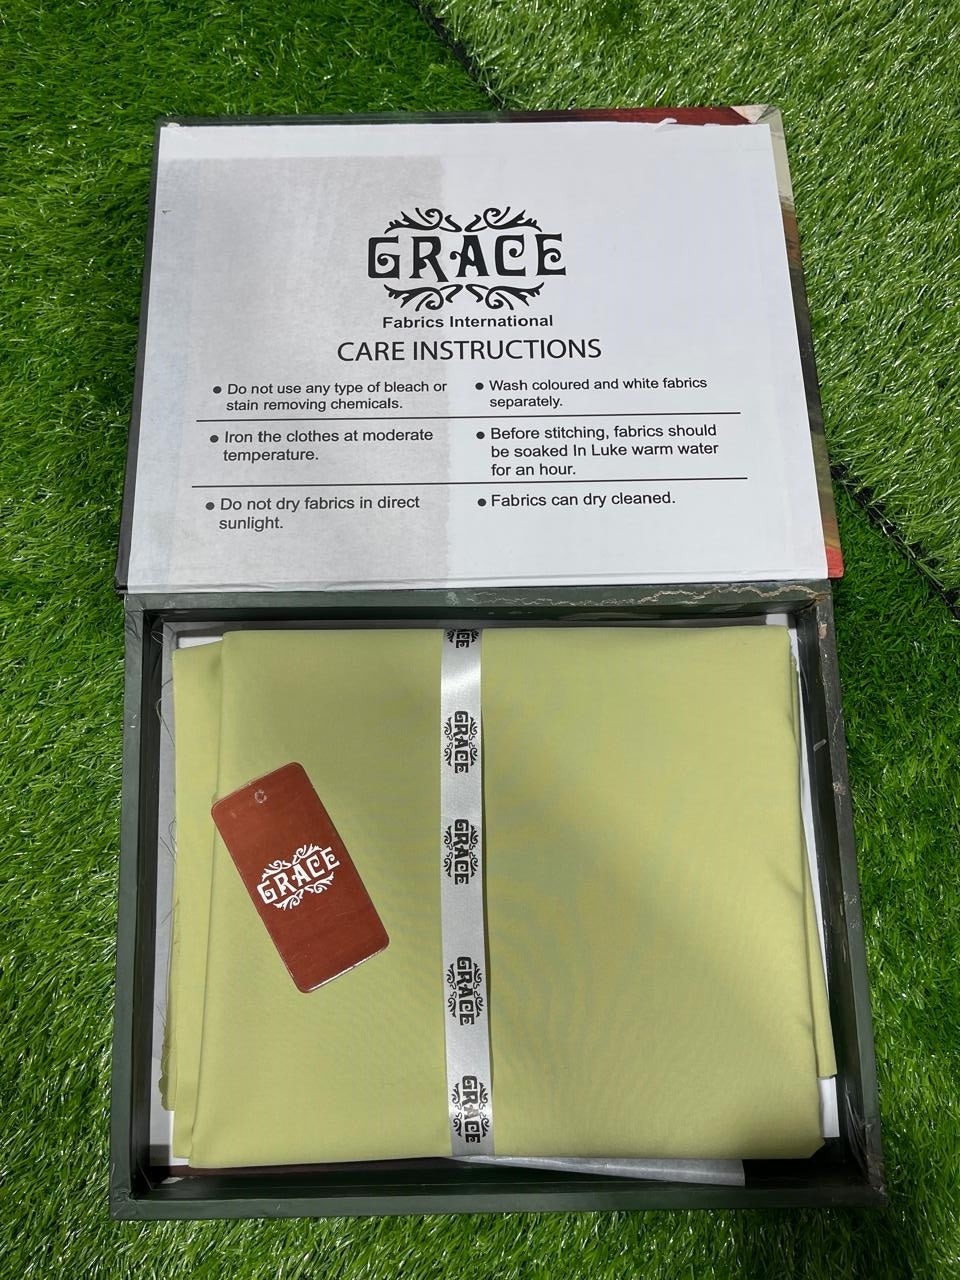 GRACE
Fabrics International
CARE INSTRUCTIONS
● Do not use any type of bleach or
stain removing chemicals.
● Wash coloured and white fabrics
separately.
● Iron the clothes at moderate
temperature.
● Before stitching, fabrics should
be soaked In Luke warm water
for an hour.
● Do not dry fabrics in direct
sunlight.
● Fabrics can dry cleaned.
GRACE
GRACE
GRACE
GRACE
GRACE
GRACE